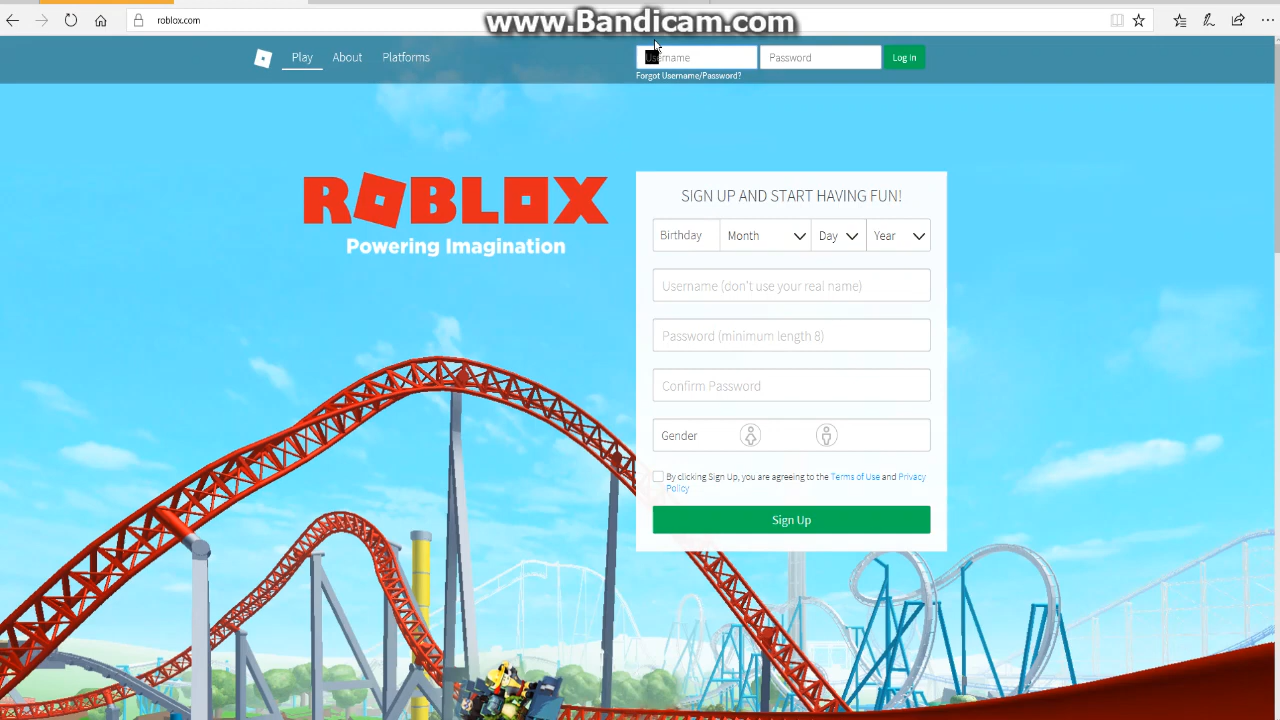 www.Bandicam.com
roblox.com
Play About Platforms
Username Password Log In
Forgot Username/Password?
ROBLOX
Powering Imagination
SIGN UP AND START HAVING FUN!
Birthday Month Day Year
Username (don't use your real name)
Password (minimum length 8)
Confirm Password
Gender
By clicking Sign Up, you are agreeing to the Terms of Use and Privacy
Policy
Sign Up